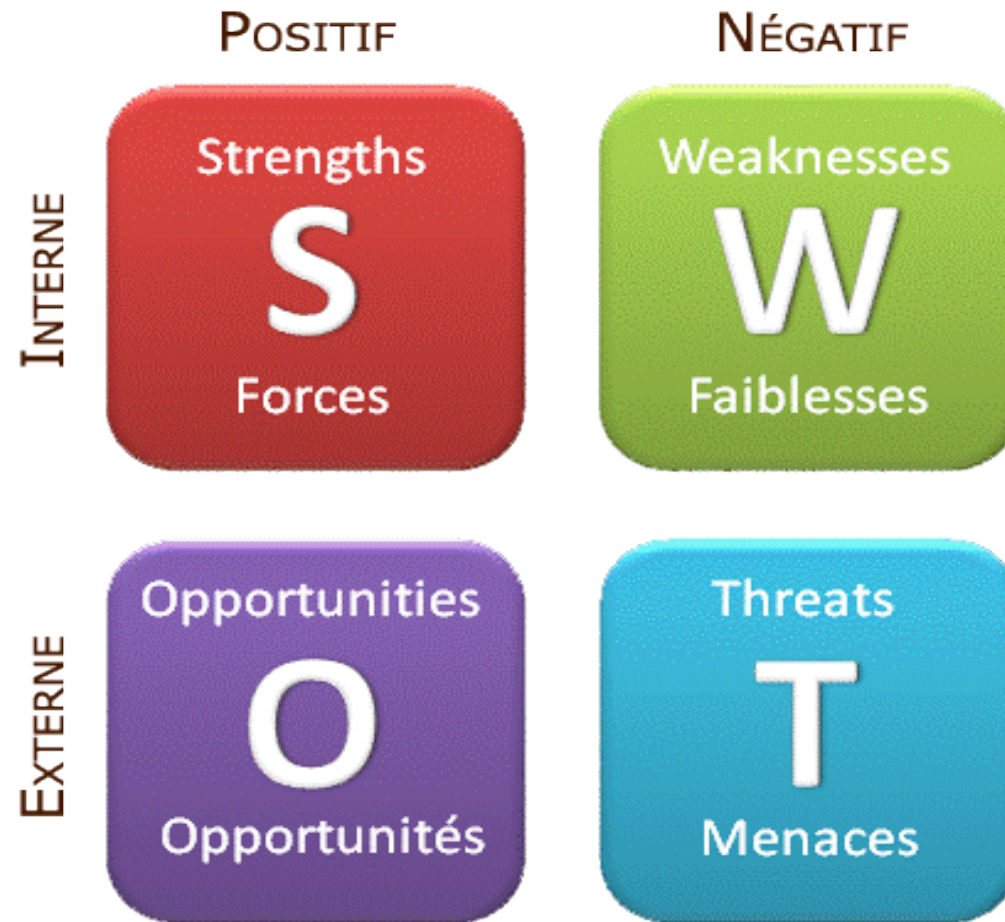 POSITIF
NÉGATIF
INTERNE
Strengths
S
Forces
Weaknesses
W
Faiblesses
EXTERNE
Opportunities
O
Opportunités
Threats
T
Menaces